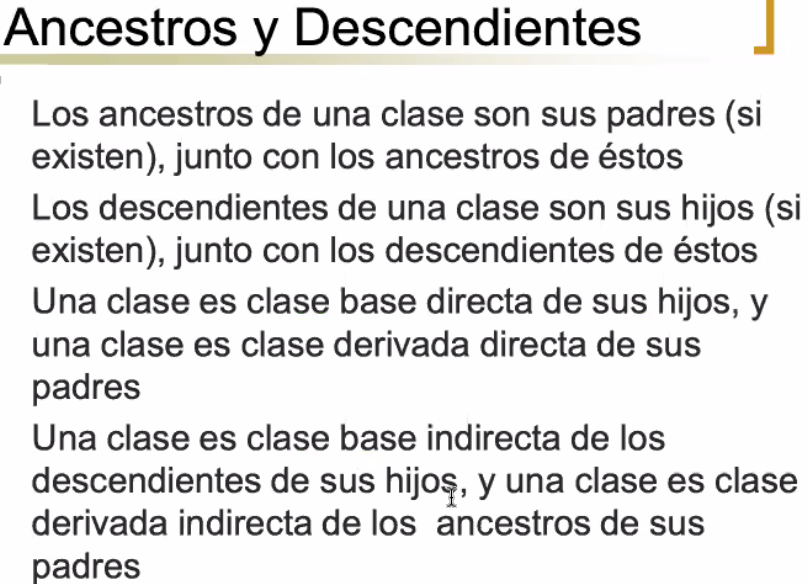 Ancestros y Descendientes
Los ancestros de una clase son sus padres (si
existen), junto con los ancestros de éstos
Los descendientes de una clase son sus hijos (si
existen), junto con los descendientes de éstos
Una clase es clase base directa de sus hijos, y
una clase es clase derivada directa de sus
padres
Una clase es clase base indirecta de los
descendientes de sus hijos, y una clase es clase
derivada indirecta de los  ancestros de sus
padres